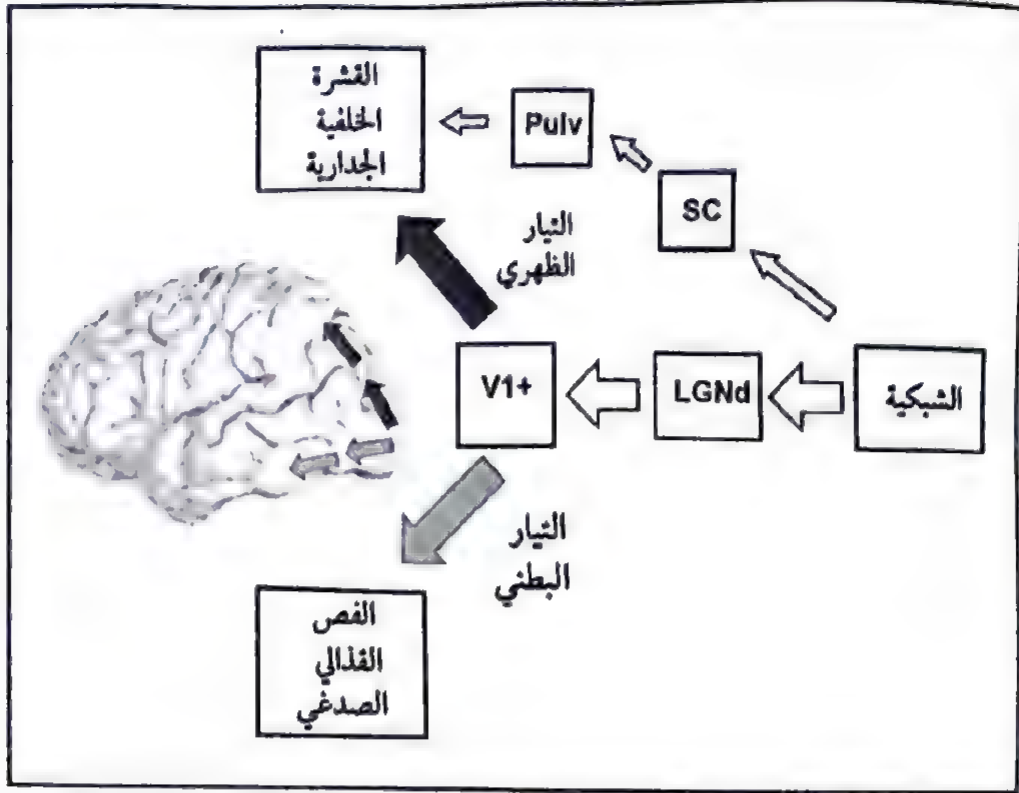 القشرة
الخلفية
الجدارية
Pulv
SC
التيار
الظهري
V1+
LGNd
الشبكية
التيار
البطني
الفص
القذالي
الصدغي